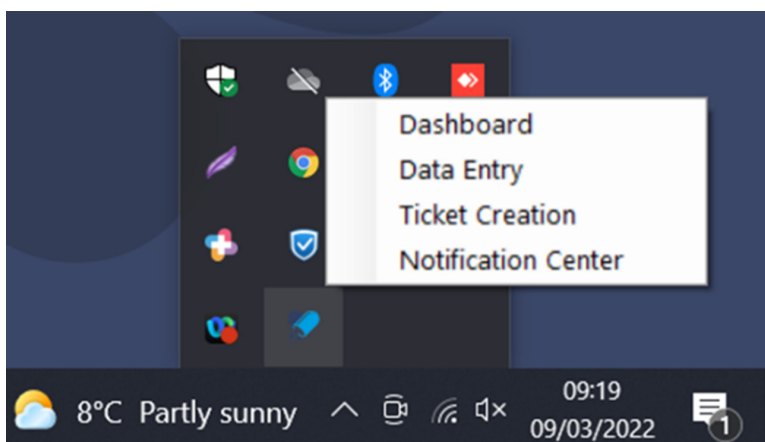 Dashboard
Data Entry
Ticket Creation
Notification Center
8°C Partly sunny
09:19
09/03/2022
1